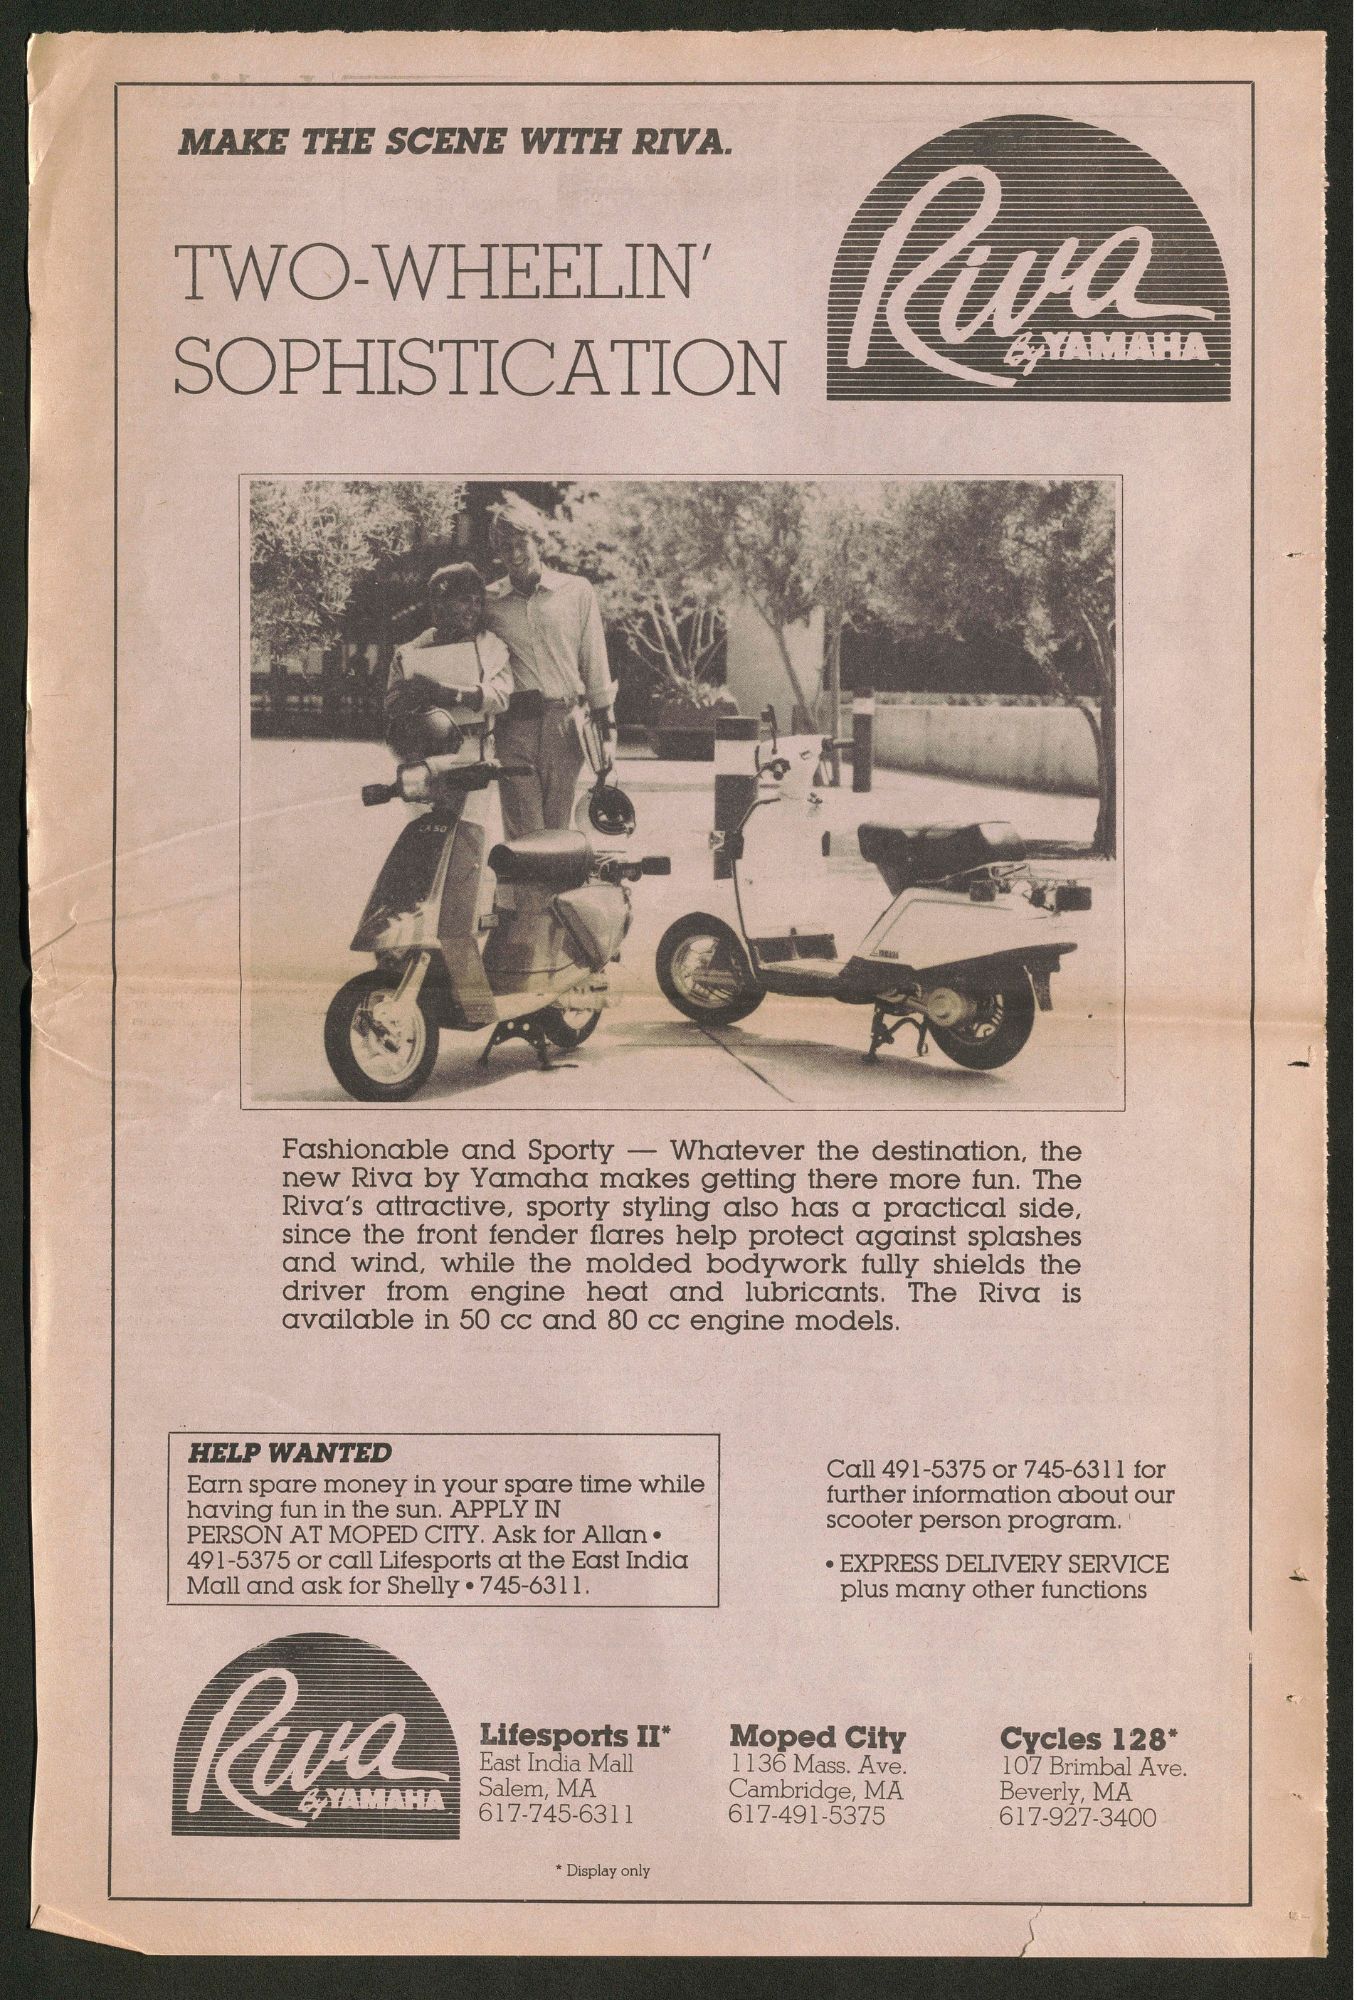 MAKE THE SCENE WITH RIVA.
TWO-WHEELIN'
SOPHISTICATION
Riva
by YAMAHA
CA50
Fashionable and Sporty — Whatever the destination, the
new Riva by Yamaha makes getting there more fun. The
Riva's attractive, sporty styling also has a practical side,
since the front fender flares help protect against splashes
and wind, while the molded bodywork fully shields the
driver from engine heat and lubricants. The Riva is
available in 50 cc and 80 cc engine models.
HELP WANTED
Earn spare money in your spare time while
having fun in the sun. APPLY IN
PERSON AT MOPED CITY. Ask for Allan •
491-5375 or call Lifesports at the East India
Mall and ask for Shelly • 745-6311.
Call 491-5375 or 745-6311 for
further information about our
scooter person program.
• EXPRESS DELIVERY SERVICE
plus many other functions
Riva
by YAMAHA
Lifesports II*
East India Mall
Salem, MA
617-745-6311
Moped City
1136 Mass. Ave.
Cambridge, MA
617-491-5375
Cycles 128*
107 Brimbal Ave.
Beverly, MA
617-927-3400
* Display only